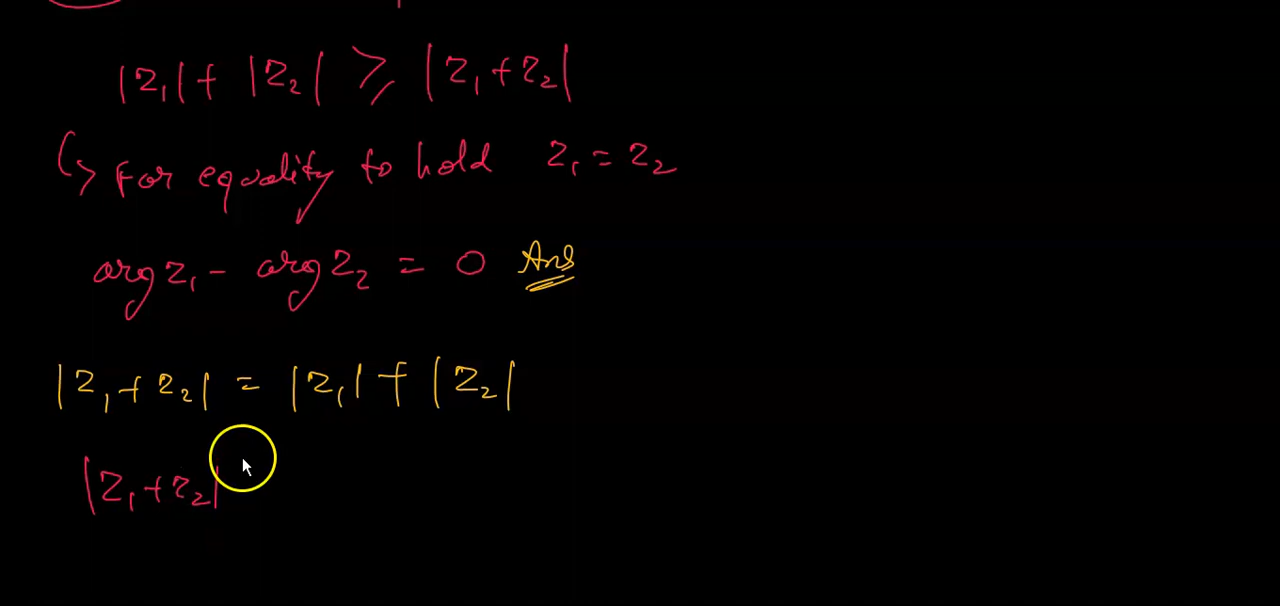 |z₁| + |z₂| ⩾ |z₁ + z₂|
↳ For equality to hold z₁ = z₂
arg z₁ - arg z₂ = 0 Ans
|z₁ + z₂| = |z₁| + |z₂|
|z₁ + z₂|